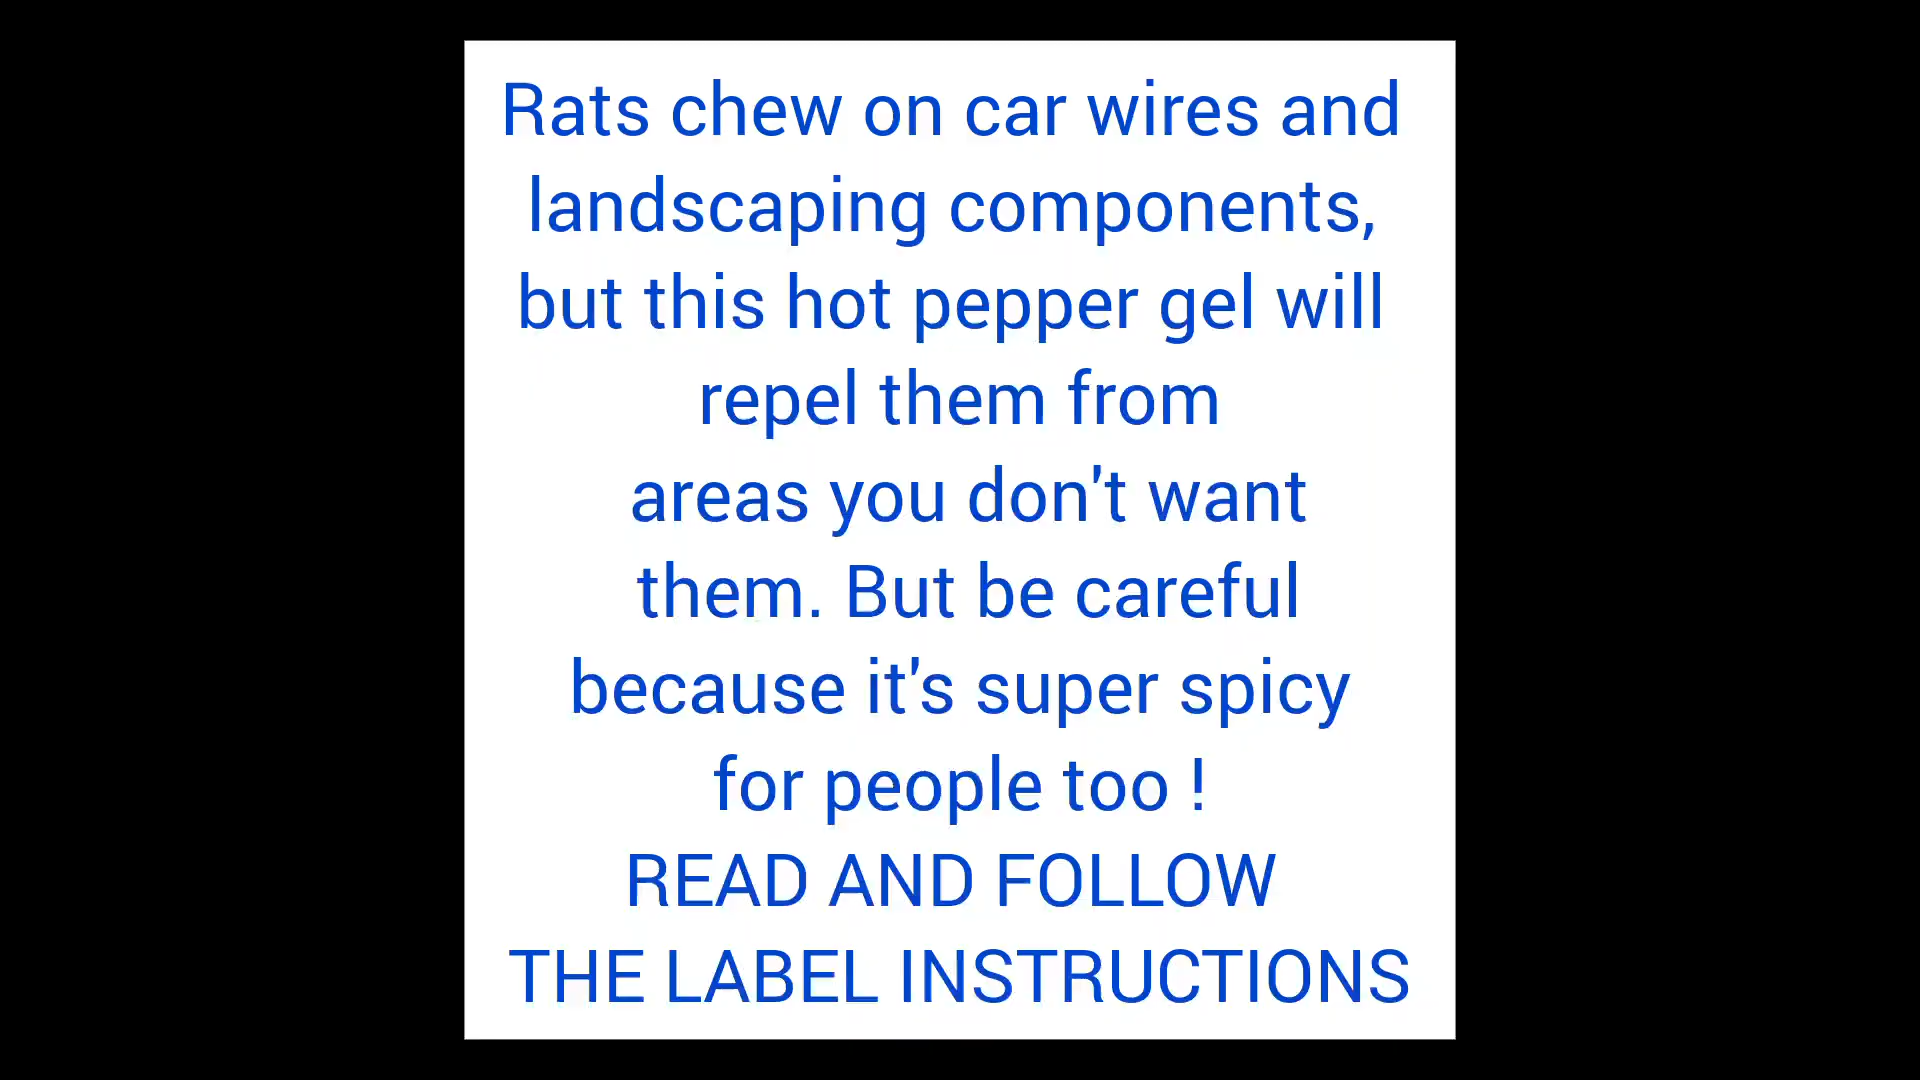 Rats chew on car wires and
landscaping components,
but this hot pepper gel will
repel them from
areas you don't want
them. But be careful
because it's super spicy
for people too !
READ AND FOLLOW
THE LABEL INSTRUCTIONS